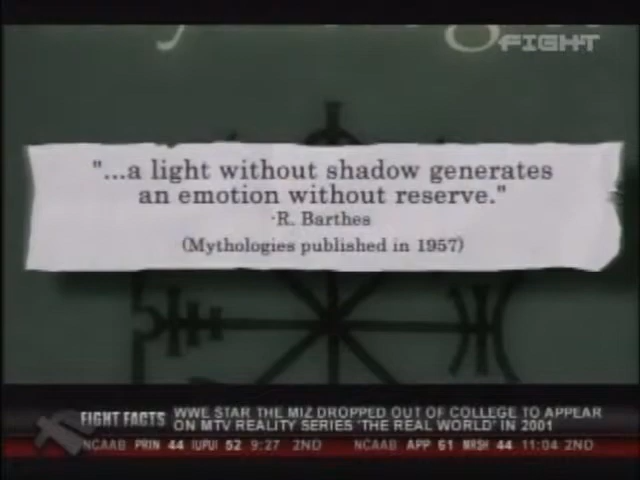 FIGHT
"...a light without shadow generates
an emotion without reserve."
-R. Barthes
(Mythologies published in 1957)
FIGHT FACTS
WWE STAR THE MIZ DROPPED OUT OF COLLEGE TO APPEAR
ON MTV REALITY SERIES 'THE REAL WORLD' IN 2001
NCAAB PRIN 44 IUPUI 52 9:27 2ND NCAAB APP 61 MRSH 44 11:04 2ND